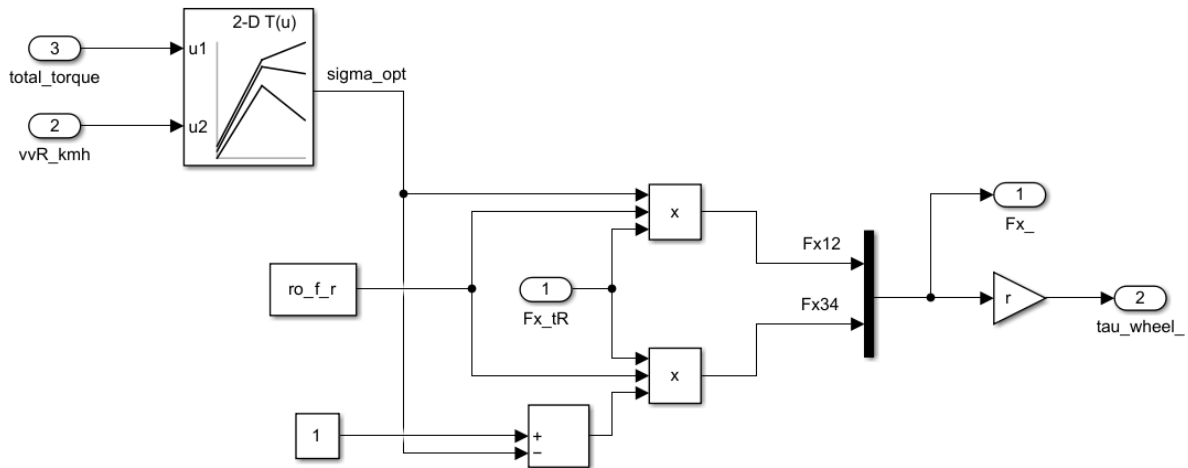 2-D T(u)
3
u1
total_torque
sigma_opt
2
u2
vvR_kmh
x
1
Fx_
Fx12
ro_f_r
1
r
2
Fx_tR
Fx34
tau_wheel_
x
1
+
−